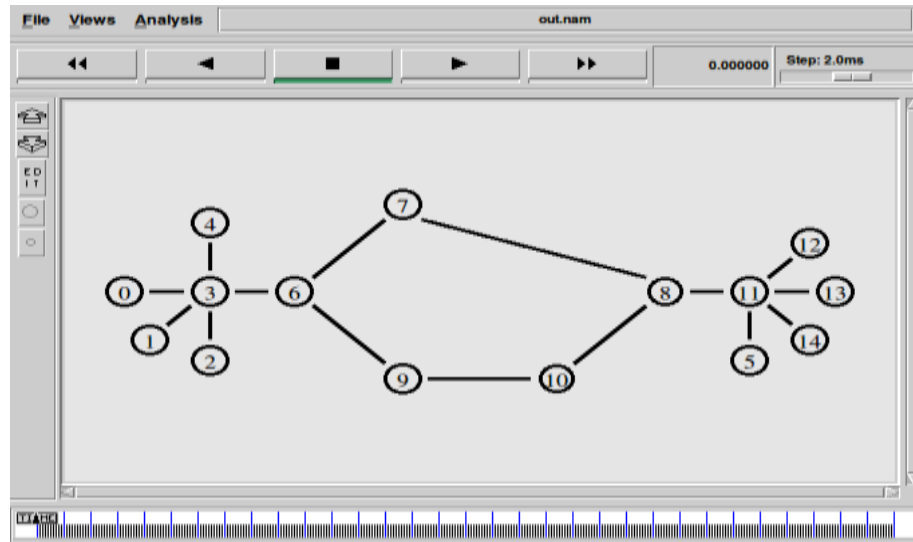 File Views Analysis out.nam
0.000000 Step: 2.0ms
E D
I T
7
4
12
0 3 6 8 11 13
1 14
2 5
9 10
TIME